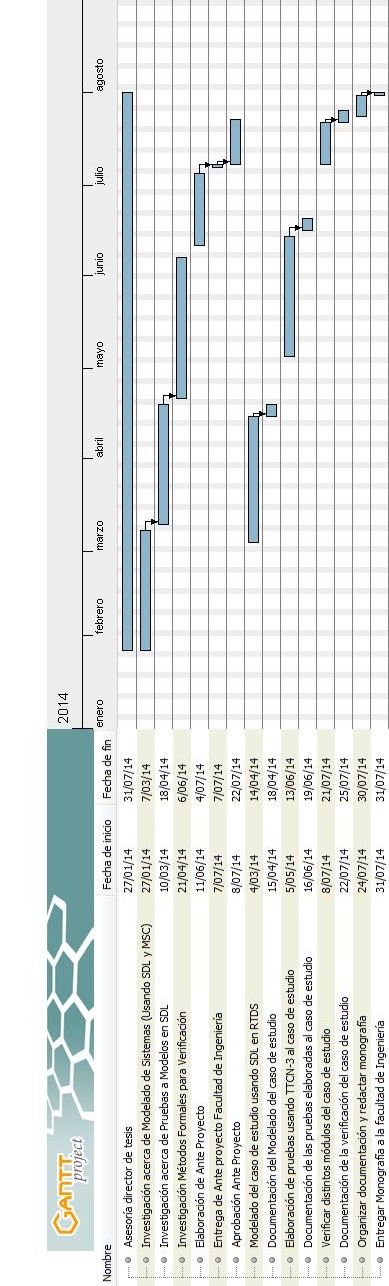 GANTT
project
2014
Nombre Fecha de inicio Fecha de fin enero febrero marzo abril mayo junio julio agosto
Asesoría director de tesis 27/01/14 31/07/14
Investigación acerca de Modelado de Sistemas (Usando SDL y MSC) 27/01/14 7/03/14
Investigación acerca de Pruebas a Modelos en SDL 10/03/14 18/04/14
Investigación Métodos Formales para Verificación 21/04/14 6/06/14
Elaboración de Ante Proyecto 11/06/14 4/07/14
Entrega de Ante proyecto Facultad de Ingeniería 7/07/14 7/07/14
Aprobación Ante Proyecto 8/07/14 22/07/14
Modelado del caso de estudio usando SDL en RTDS 4/03/14 14/04/14
Documentación del Modelado del caso de estudio 15/04/14 18/04/14
Elaboración de pruebas usando TTCN-3 al caso de estudio 5/05/14 13/06/14
Documentación de las pruebas elaboradas al caso de estudio 16/06/14 19/06/14
Verificar distintos módulos del caso de estudio 8/07/14 21/07/14
Documentación de la verificación del caso de estudio 22/07/14 25/07/14
Organizar documentación y redactar monografía 24/07/14 30/07/14
Entregar Monografía a la facultad de Ingeniería 31/07/14 31/07/14